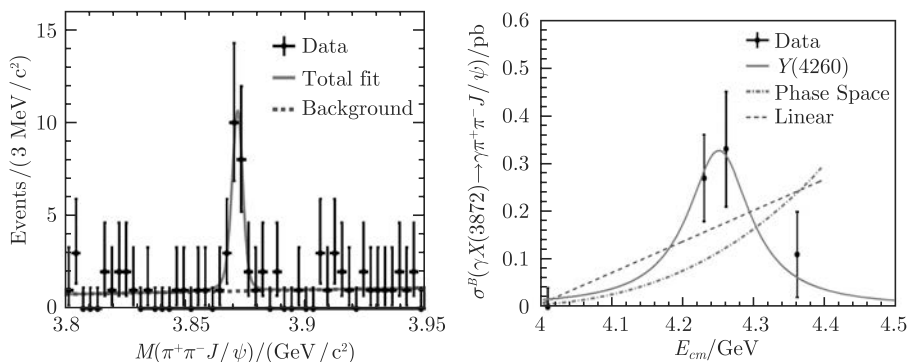 Events/(3 MeV/c²)
15
10
5
0
3.8
3.85
3.9
3.95
M(π⁺π⁻J/ψ)/(GeV/c²)
Data
Total fit
Background
σᴮ(γX(3872)→γπ⁺π⁻J/ψ)/pb
0.6
0.5
0.4
0.3
0.2
0.1
0.0
4
4.1
4.2
4.3
4.4
4.5
E_cm/GeV
Data
Y(4260)
Phase Space
Linear